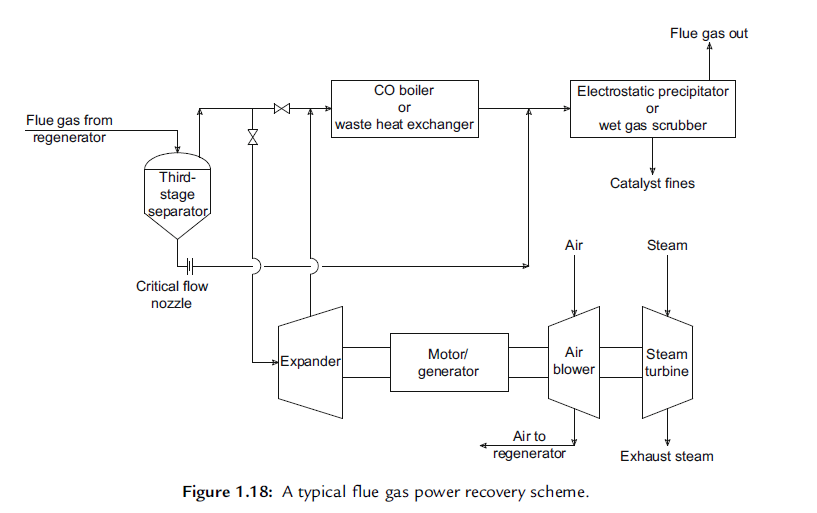 Flue gas out
CO boiler
or
waste heat exchanger
Electrostatic precipitator
or
wet gas scrubber
Flue gas from
regenerator
Third-
stage
separator
Catalyst fines
Critical flow
nozzle
Air
Steam
Expander
Motor/
generator
Air
blower
Steam
turbine
Air to
regenerator
Exhaust steam
Figure 1.18: A typical flue gas power recovery scheme.